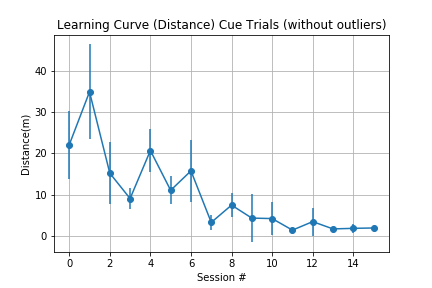 Learning Curve (Distance) Cue Trials (without outliers)
Distance(m)
40
30
20
10
0
0 2 4 6 8 10 12 14
Session #